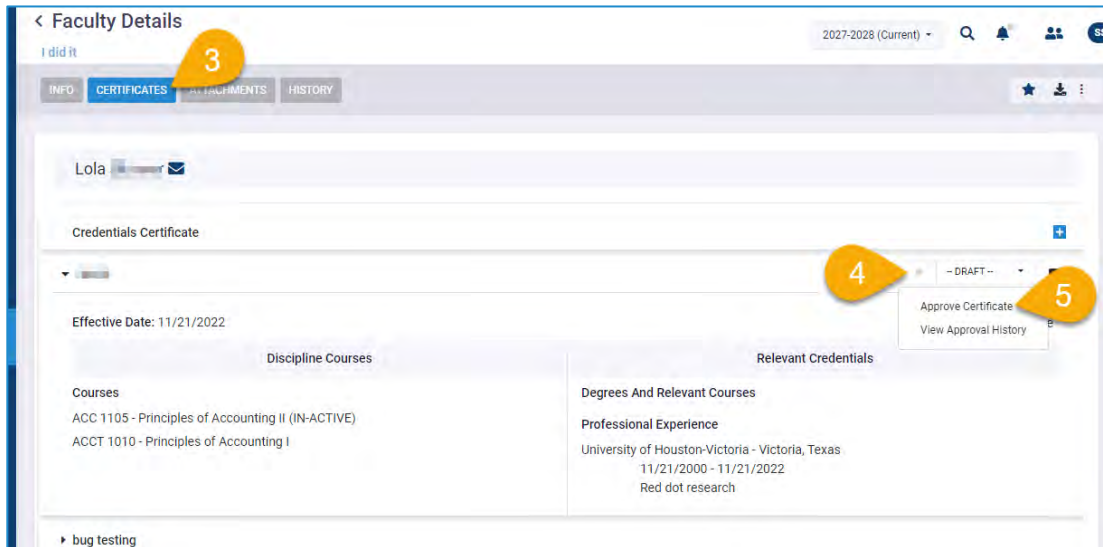 < Faculty Details
I did it
2027-2028 (Current)
3
INFO CERTIFICATES ATTACHMENTS HISTORY
Lola
Credentials Certificate
4
-- DRAFT --
5
Approve Certificate
View Approval History
Effective Date: 11/21/2022
Discipline Courses
Relevant Credentials
Courses
ACC 1105 - Principles of Accounting II (IN-ACTIVE)
ACCT 1010 - Principles of Accounting I
Degrees And Relevant Courses
Professional Experience
University of Houston-Victoria - Victoria, Texas
11/21/2000 - 11/21/2022
Red dot research
bug testing